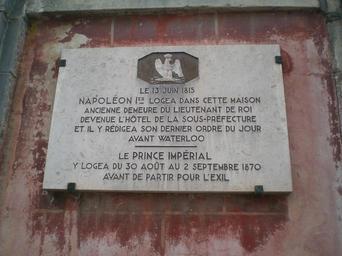 LE 13 JUIN 1815
NAPOLÉON IER LOGEA DANS CETTE MAISON
ANCIENNE DEMEURE DU LIEUTENANT DE ROI
DEVENUE L'HÔTEL DE LA SOUS-PRÉFECTURE
ET IL Y RÉDIGEA SON DERNIER ORDRE DU JOUR
AVANT WATERLOO
LE PRINCE IMPÉRIAL
Y LOGEA DU 30 AOÛT AU 2 SEPTEMBRE 1870
AVANT DE PARTIR POUR L'EXIL